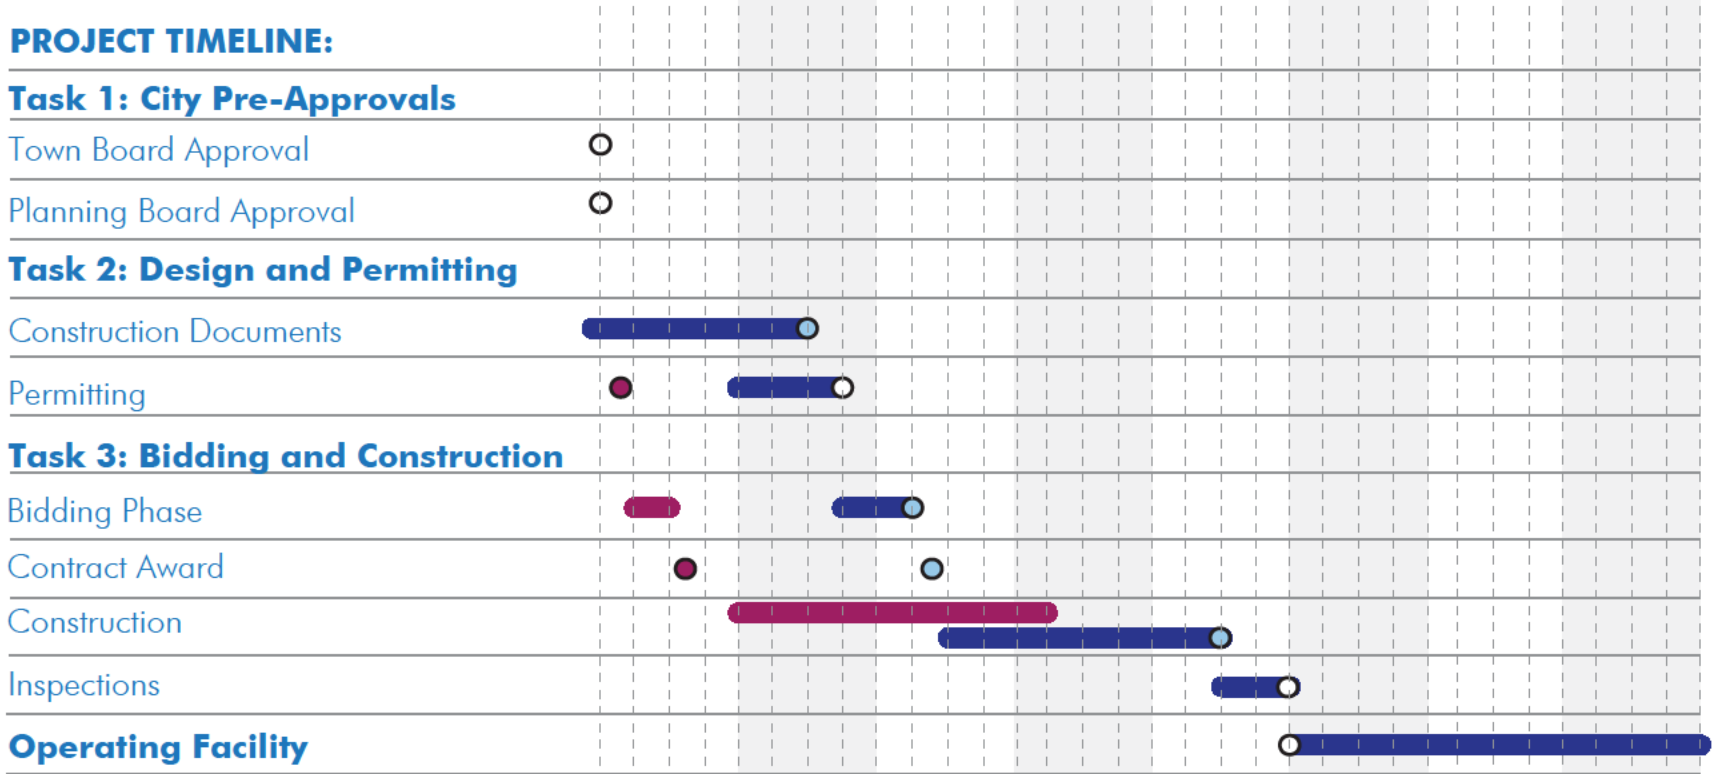 PROJECT TIMELINE:
Task 1: City Pre-Approvals
Town Board Approval
Planning Board Approval
Task 2: Design and Permitting
Construction Documents
Permitting
Task 3: Bidding and Construction
Bidding Phase
Contract Award
Construction
Inspections
Operating Facility